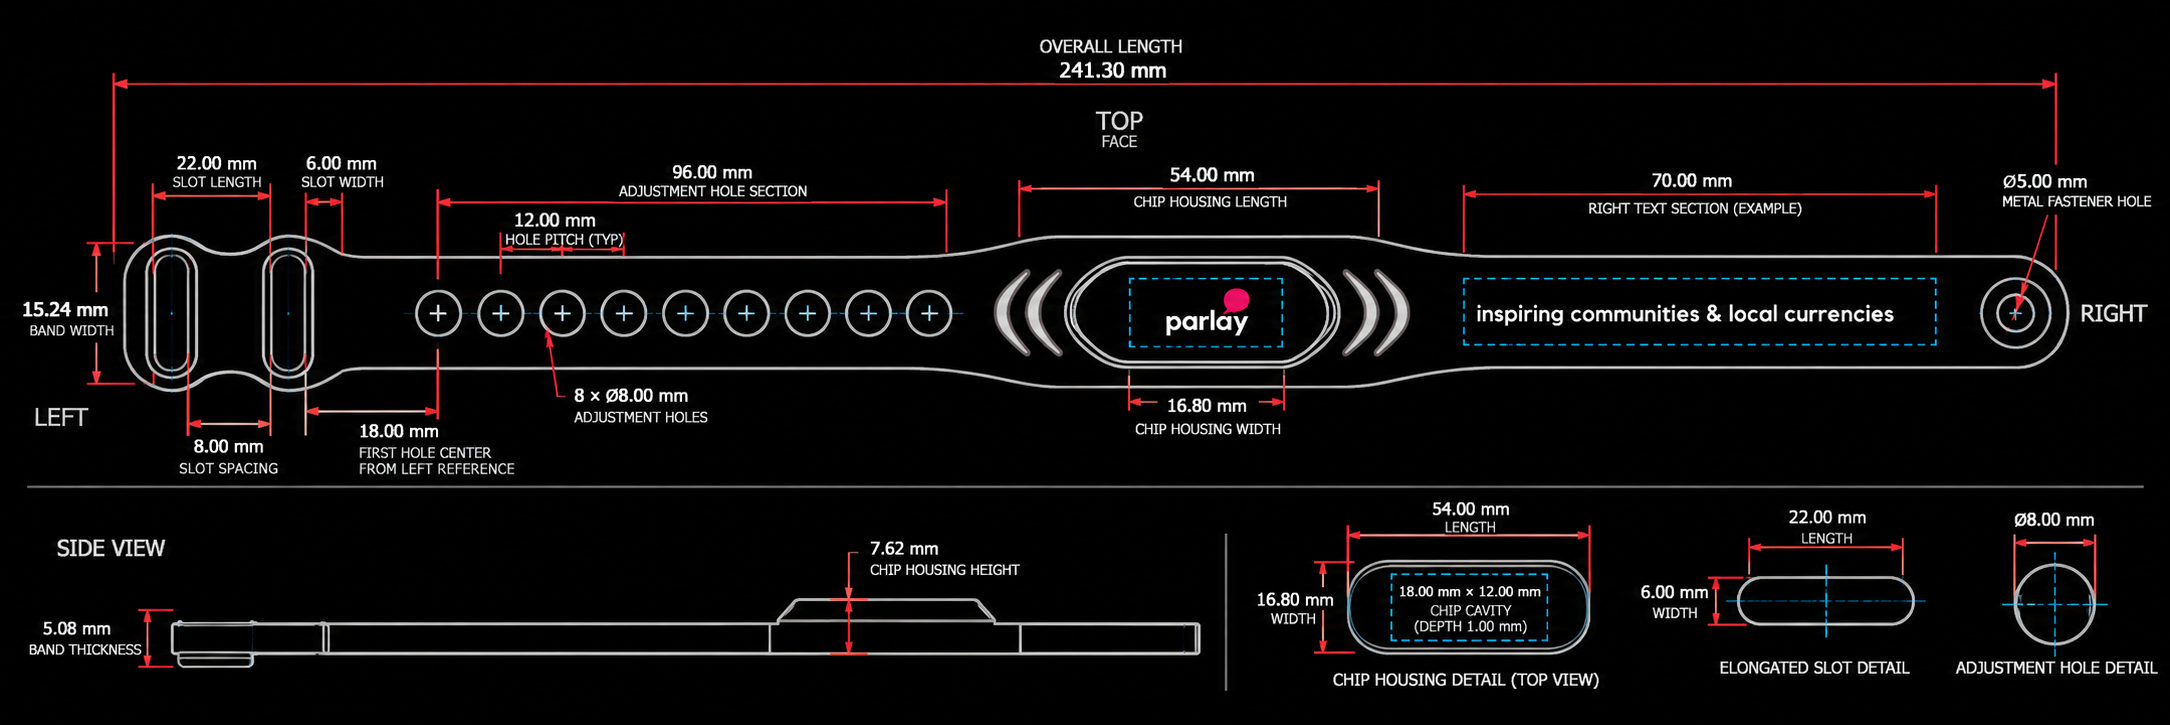 OVERALL LENGTH
241.30 mm
TOP
FACE
22.00 mm
SLOT LENGTH
6.00 mm
SLOT WIDTH
96.00 mm
ADJUSTMENT HOLE SECTION
12.00 mm
HOLE PITCH (TYP)
54.00 mm
CHIP HOUSING LENGTH
70.00 mm
RIGHT TEXT SECTION (EXAMPLE)
Ø5.00 mm
METAL FASTENER HOLE
15.24 mm
BAND WIDTH
parlay
inspiring communities & local currencies
RIGHT
LEFT
8 × Ø8.00 mm
ADJUSTMENT HOLES
16.80 mm
CHIP HOUSING WIDTH
8.00 mm
SLOT SPACING
18.00 mm
FIRST HOLE CENTER
FROM LEFT REFERENCE
SIDE VIEW
7.62 mm
CHIP HOUSING HEIGHT
5.08 mm
BAND THICKNESS
54.00 mm
LENGTH
16.80 mm
WIDTH
18.00 mm × 12.00 mm
CHIP CAVITY
(DEPTH 1.00 mm)
CHIP HOUSING DETAIL (TOP VIEW)
22.00 mm
LENGTH
6.00 mm
WIDTH
ELONGATED SLOT DETAIL
Ø8.00 mm
ADJUSTMENT HOLE DETAIL